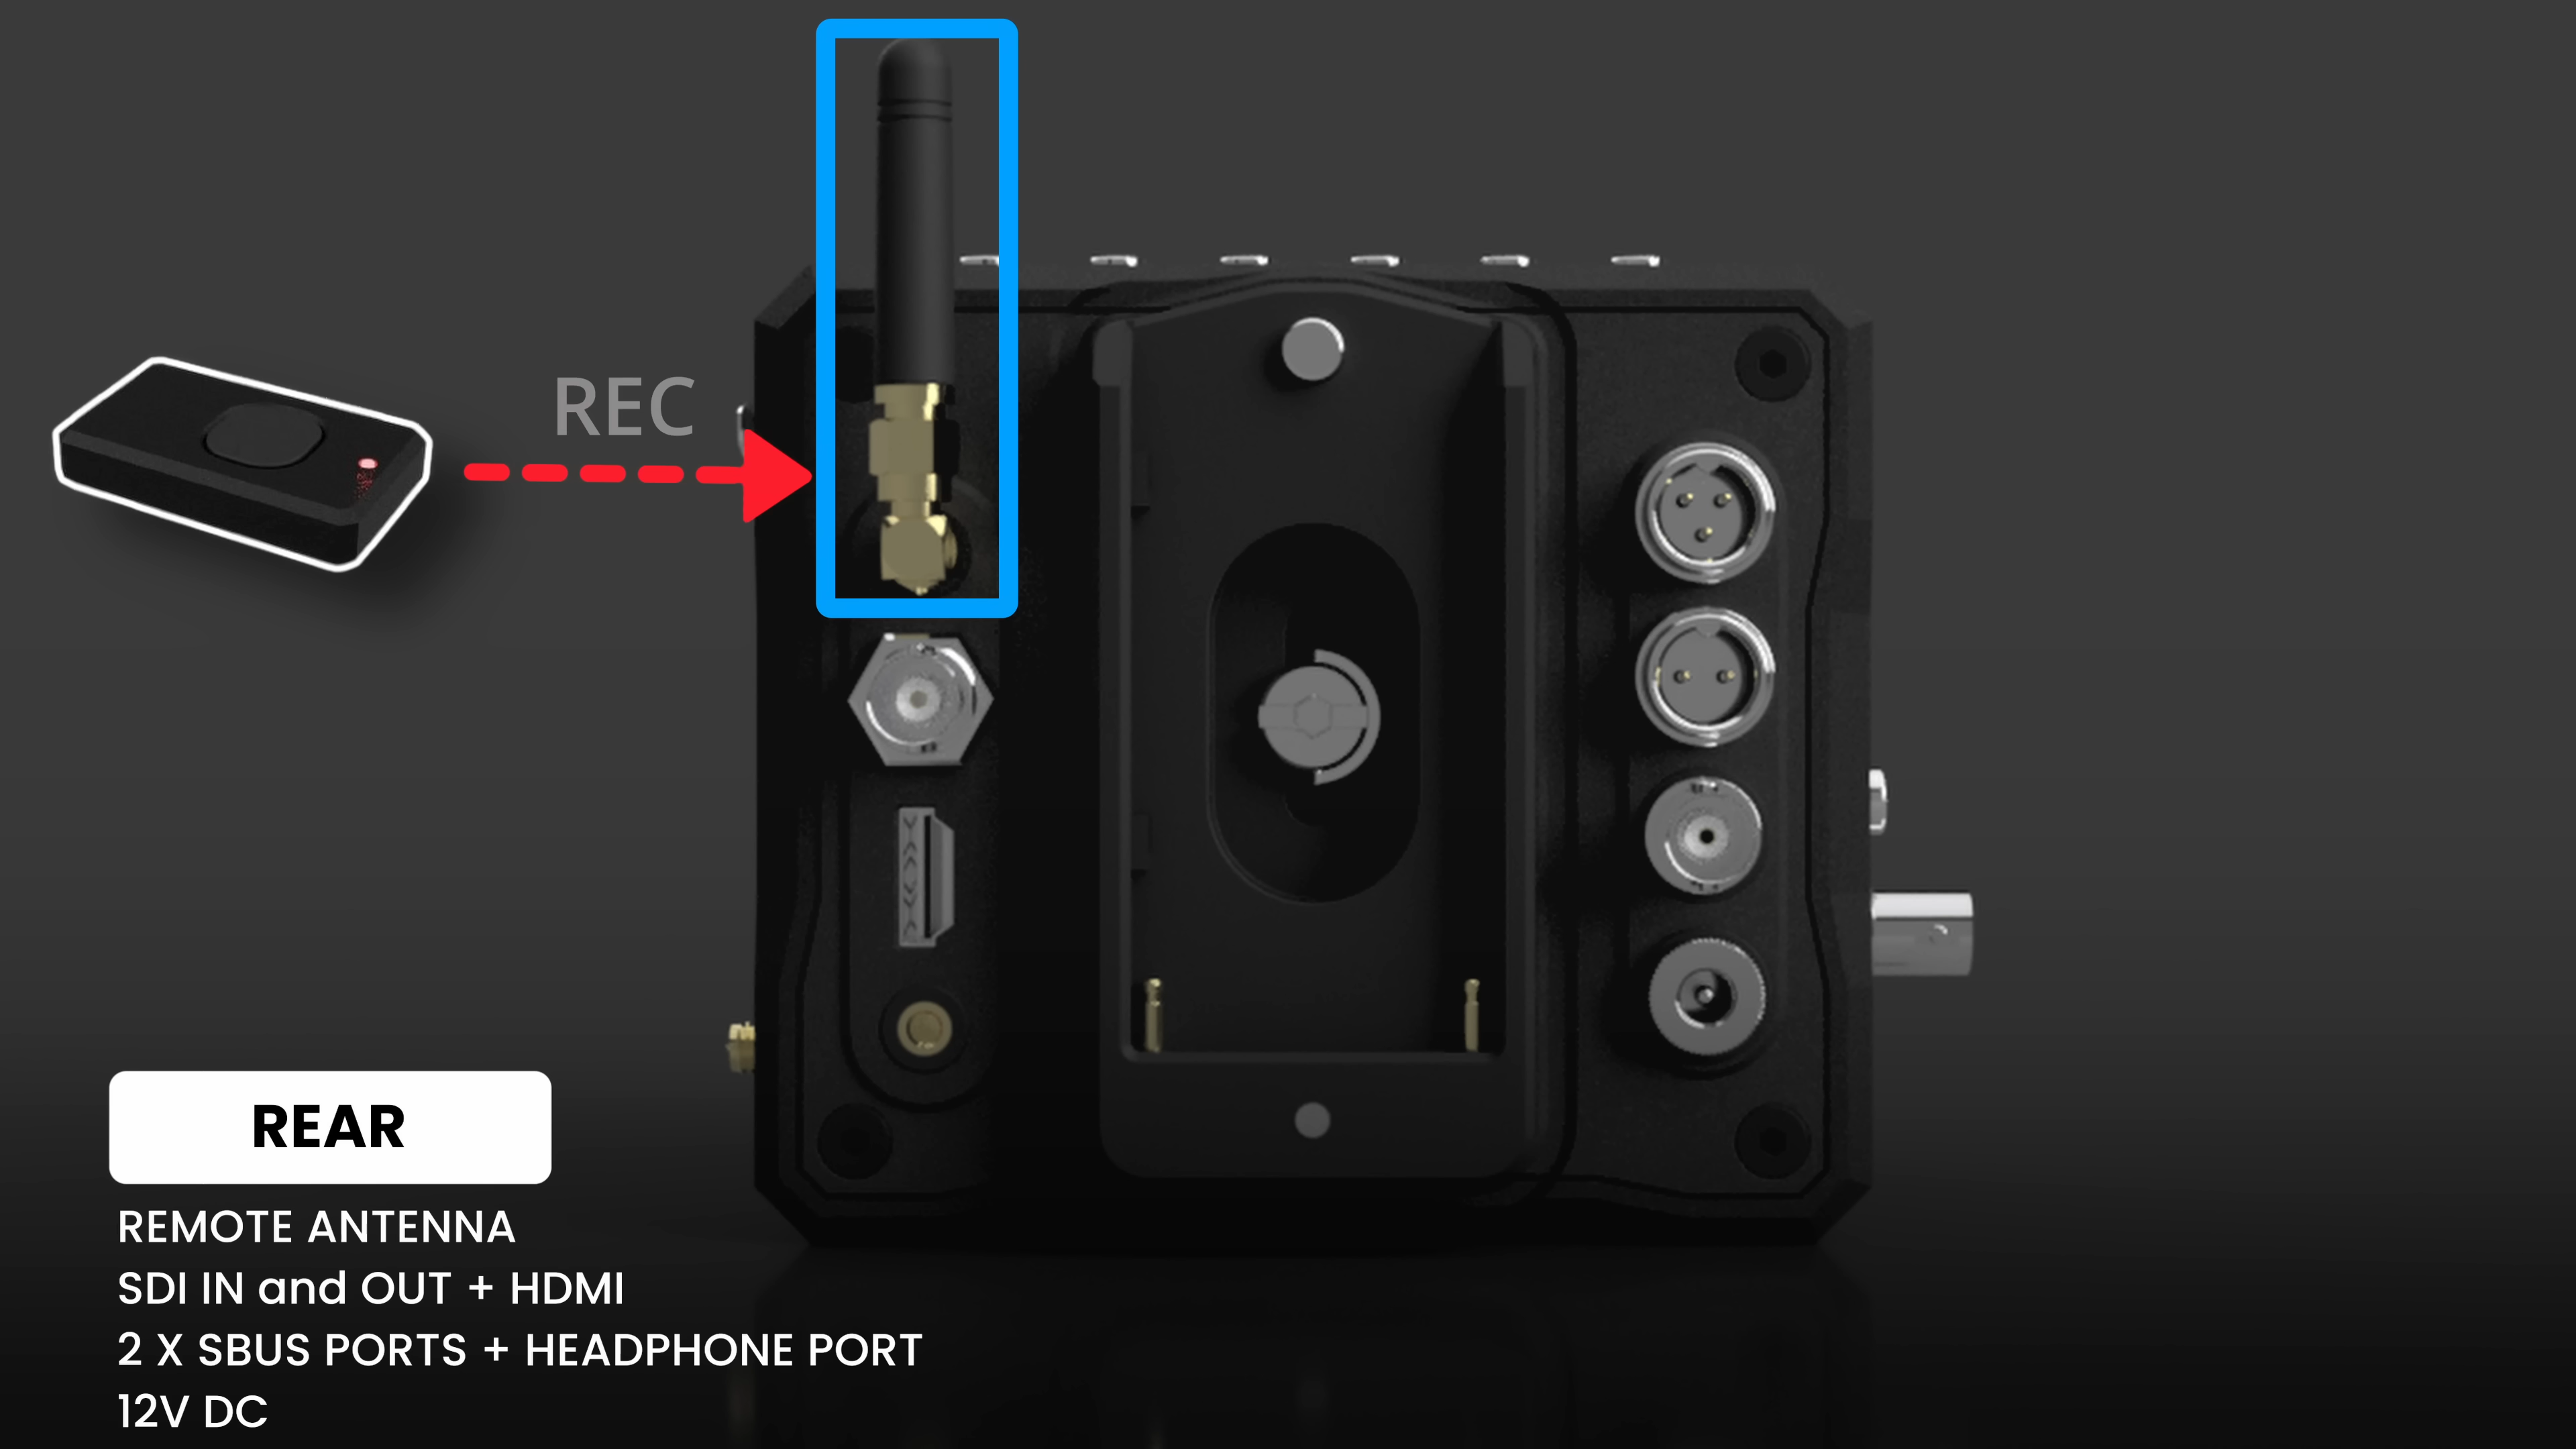 REC
REAR
REMOTE ANTENNA
SDI IN and OUT + HDMI
2 X SBUS PORTS + HEADPHONE PORT
12V DC